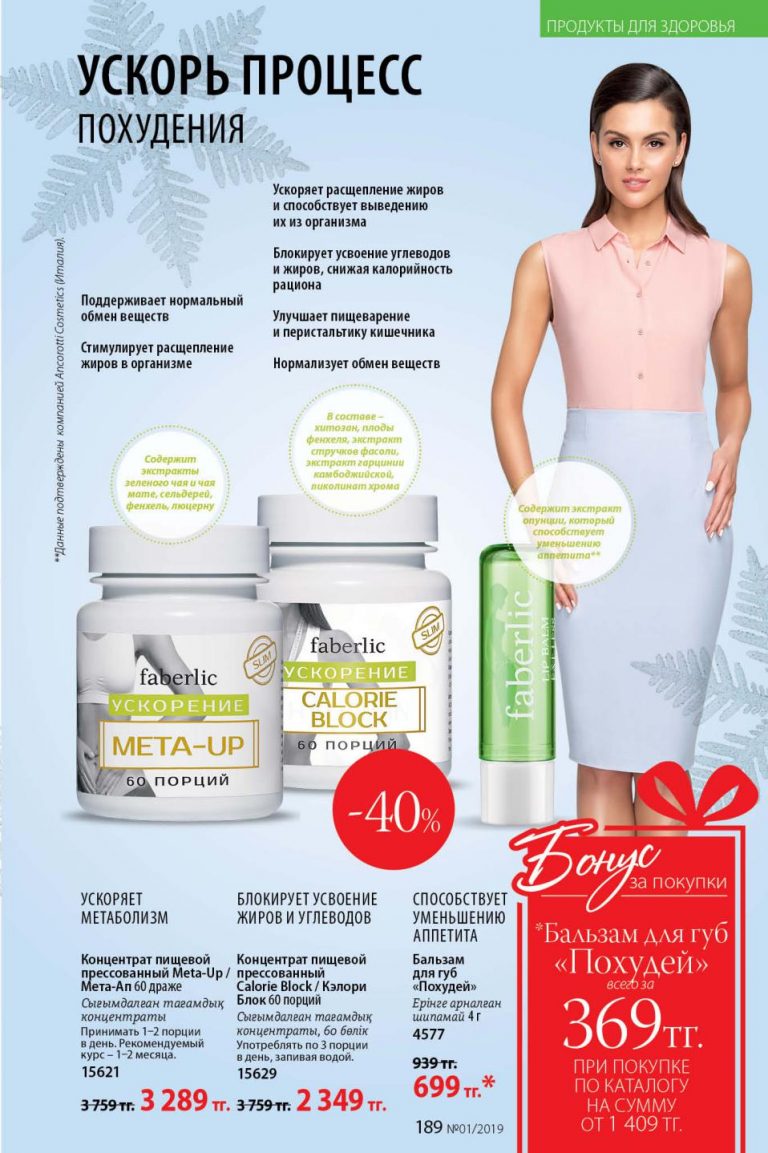 ПРОДУКТЫ ДЛЯ ЗДОРОВЬЯ
УСКОРЬ ПРОЦЕСС
ПОХУДЕНИЯ
Ускоряет расщепление жиров
и способствует выведению
их из организма
Блокирует усвоение углеводов
и жиров, снижая калорийность
рациона
Улучшает пищеварение
и перистальтику кишечника
Нормализует обмен веществ
Поддерживает нормальный
обмен веществ
Стимулирует расщепление
жиров в организме
**Данные подтверждены компанией Ancorotti Cosmetics (Италия).
Содержит
экстракты
зеленого чая и чая
мате, сельдерей,
фенхель, люцерну
В составе –
хитозан, плоды
фенхеля, экстракт
стручков фасоли,
экстракт гарцинии
камбоджийской,
пиколинат хрома
Содержит экстракт
опунции, который
способствует
уменьшению
аппетита**
faberlic
SLIM
УСКОРЕНИЕ
META-UP
60 ПОРЦИЙ
faberlic
SLIM
УСКОРЕНИЕ
CALORIE
BLOCK
60 ПОРЦИЙ
faberlic
LIP BALM
-40%
УСКОРЯЕТ
МЕТАБОЛИЗМ
Концентрат пищевой
прессованный Meta-Up /
Мета-Ап 60 драже
Сығымдалған тағамдық
концентраты
Принимать 1–2 порции
в день. Рекомендуемый
курс – 1–2 месяца.
15621
3 759 тг. 3 289 тг.
БЛОКИРУЕТ УСВОЕНИЕ
ЖИРОВ И УГЛЕВОДОВ
Концентрат пищевой
прессованный
Calorie Block / Кэлори
Блок 60 порций
Сығымдалған тағамдық
концентраты, 60 бөлік
Употреблять по 3 порции
в день, запивая водой.
15629
3 759 тг. 2 349 тг.
СПОСОБСТВУЕТ
УМЕНЬШЕНИЮ
АППЕТИТА
Бальзам
для губ
«Похудей»
Ерінге арналған
шипамай 4 г
4577
939 тг.
699 тг.*
Бонус
за покупки
*Бальзам для губ
«Похудей»
всего за
369 тг.
ПРИ ПОКУПКЕ
ПО КАТАЛОГУ
НА СУММУ
ОТ 1 409 ТГ.
189 №01/2019